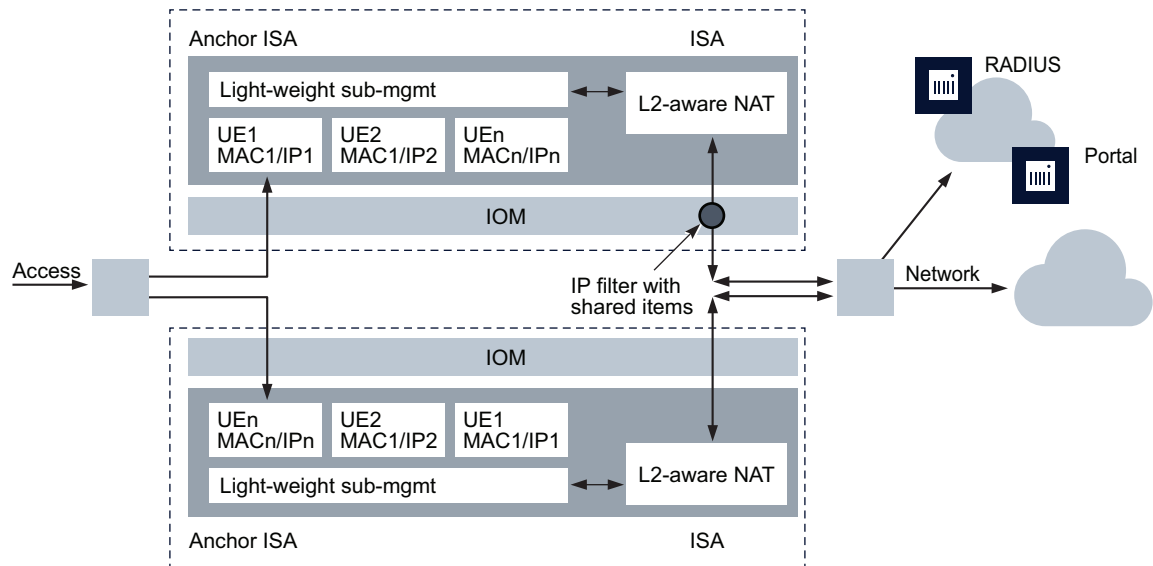 Anchor ISA ISA
Light-weight sub-mgmt
L2-aware NAT
UE1
MAC1/IP1
UE2
MAC1/IP2
UEn
MACn/IPn
IOM
RADIUS
Portal
Access
IP filter with
shared items
Network
IOM
UEn
MACn/IPn
UE2
MAC1/IP2
UE1
MAC1/IP1
L2-aware NAT
Light-weight sub-mgmt
Anchor ISA ISA